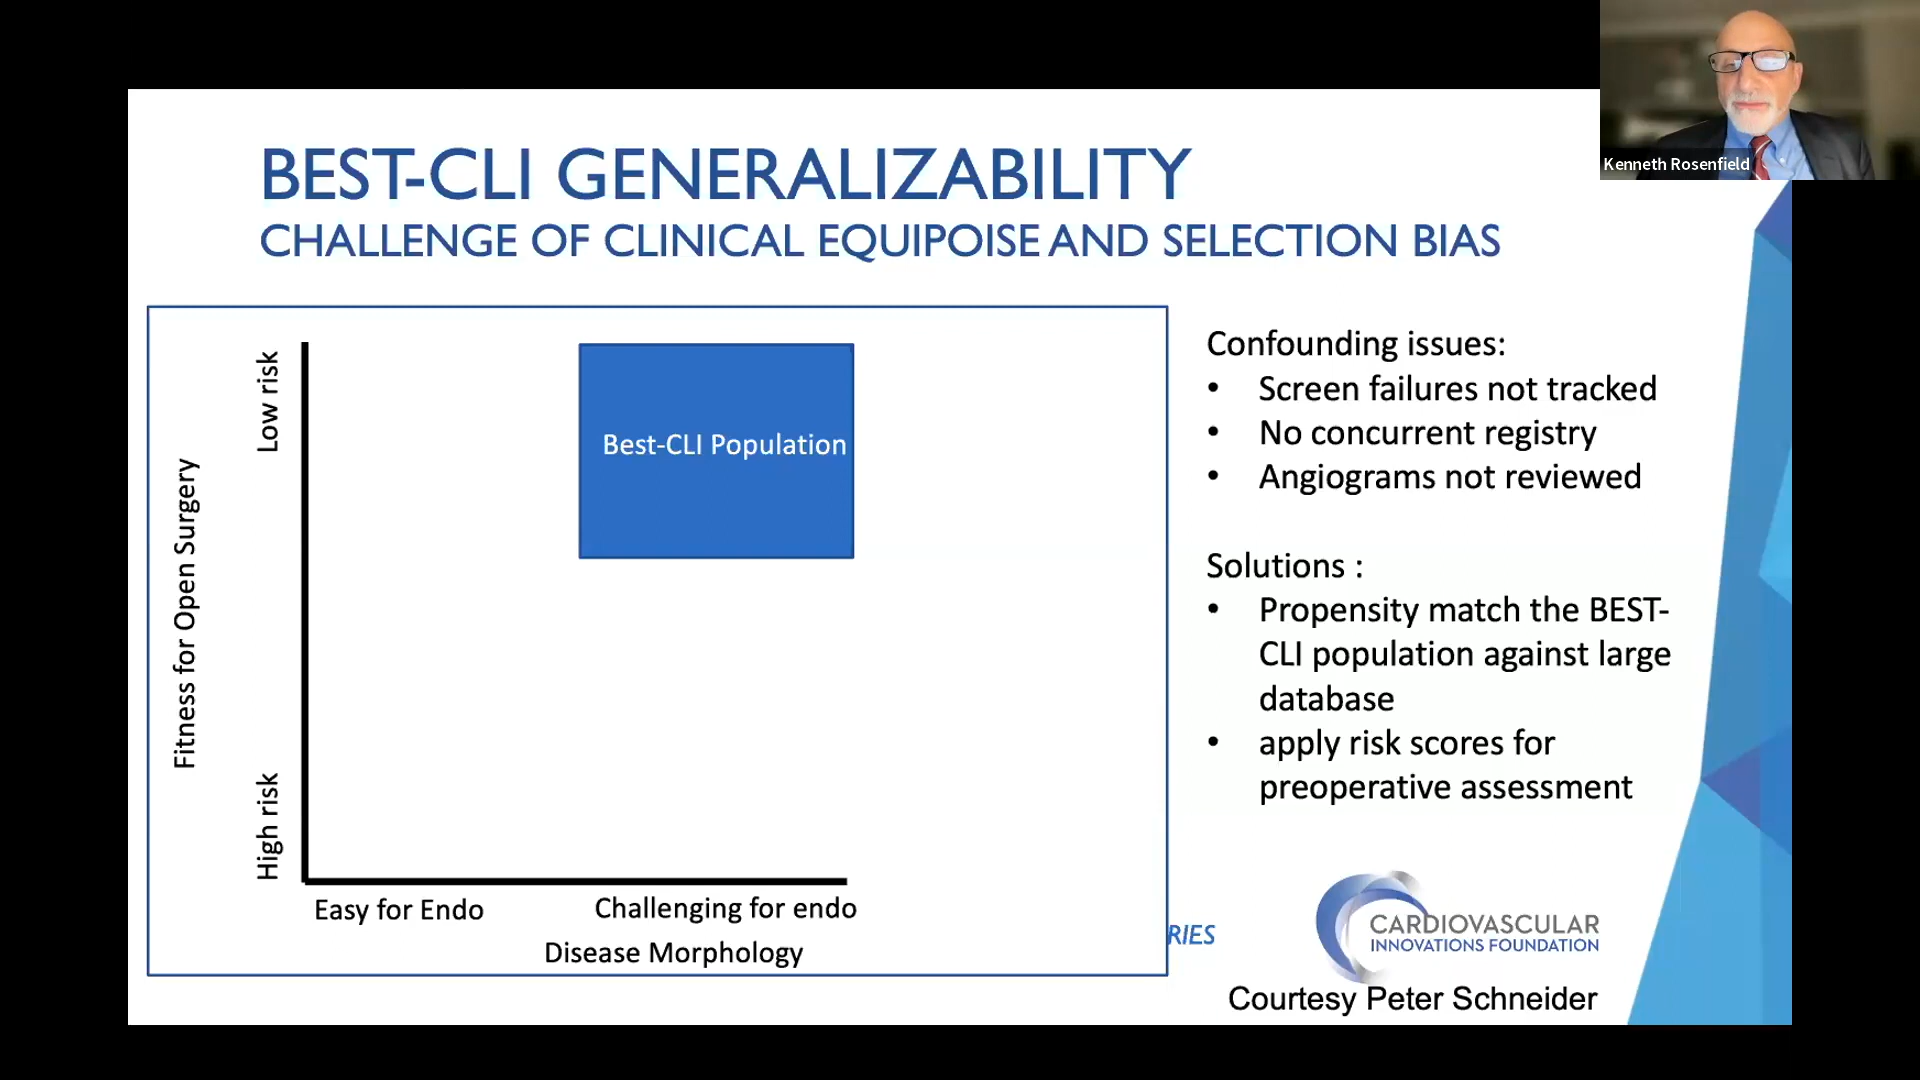 Kenneth Rosenfield
BEST-CLI GENERALIZABILITY
CHALLENGE OF CLINICAL EQUIPOISE AND SELECTION BIAS
Fitness for Open Surgery
Low risk
High risk
Best-CLI Population
Easy for Endo
Challenging for endo
Disease Morphology
Confounding issues:
• Screen failures not tracked
• No concurrent registry
• Angiograms not reviewed
Solutions :
• Propensity match the BEST-
CLI population against large
database
• apply risk scores for
preoperative assessment
RIES
CARDIOVASCULAR
INNOVATIONS FOUNDATION
Courtesy Peter Schneider